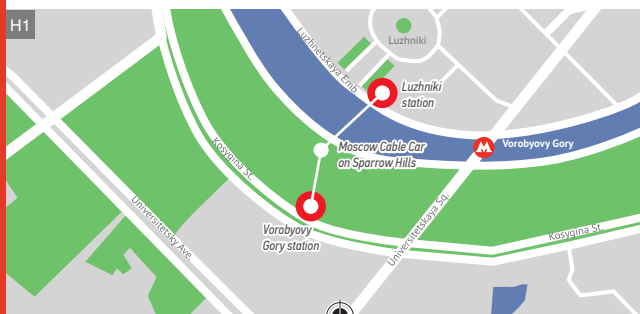 H1
Luzhniki
Luzhnetskaya Emb.
Luzhniki
station
Moscow Cable Car
on Sparrow Hills
M
Vorobyovy Gory
Kosygina St.
Universitetsky Ave.
Vorobyovy
Gory station
Universitetskaya Sq.
Kosygina St.